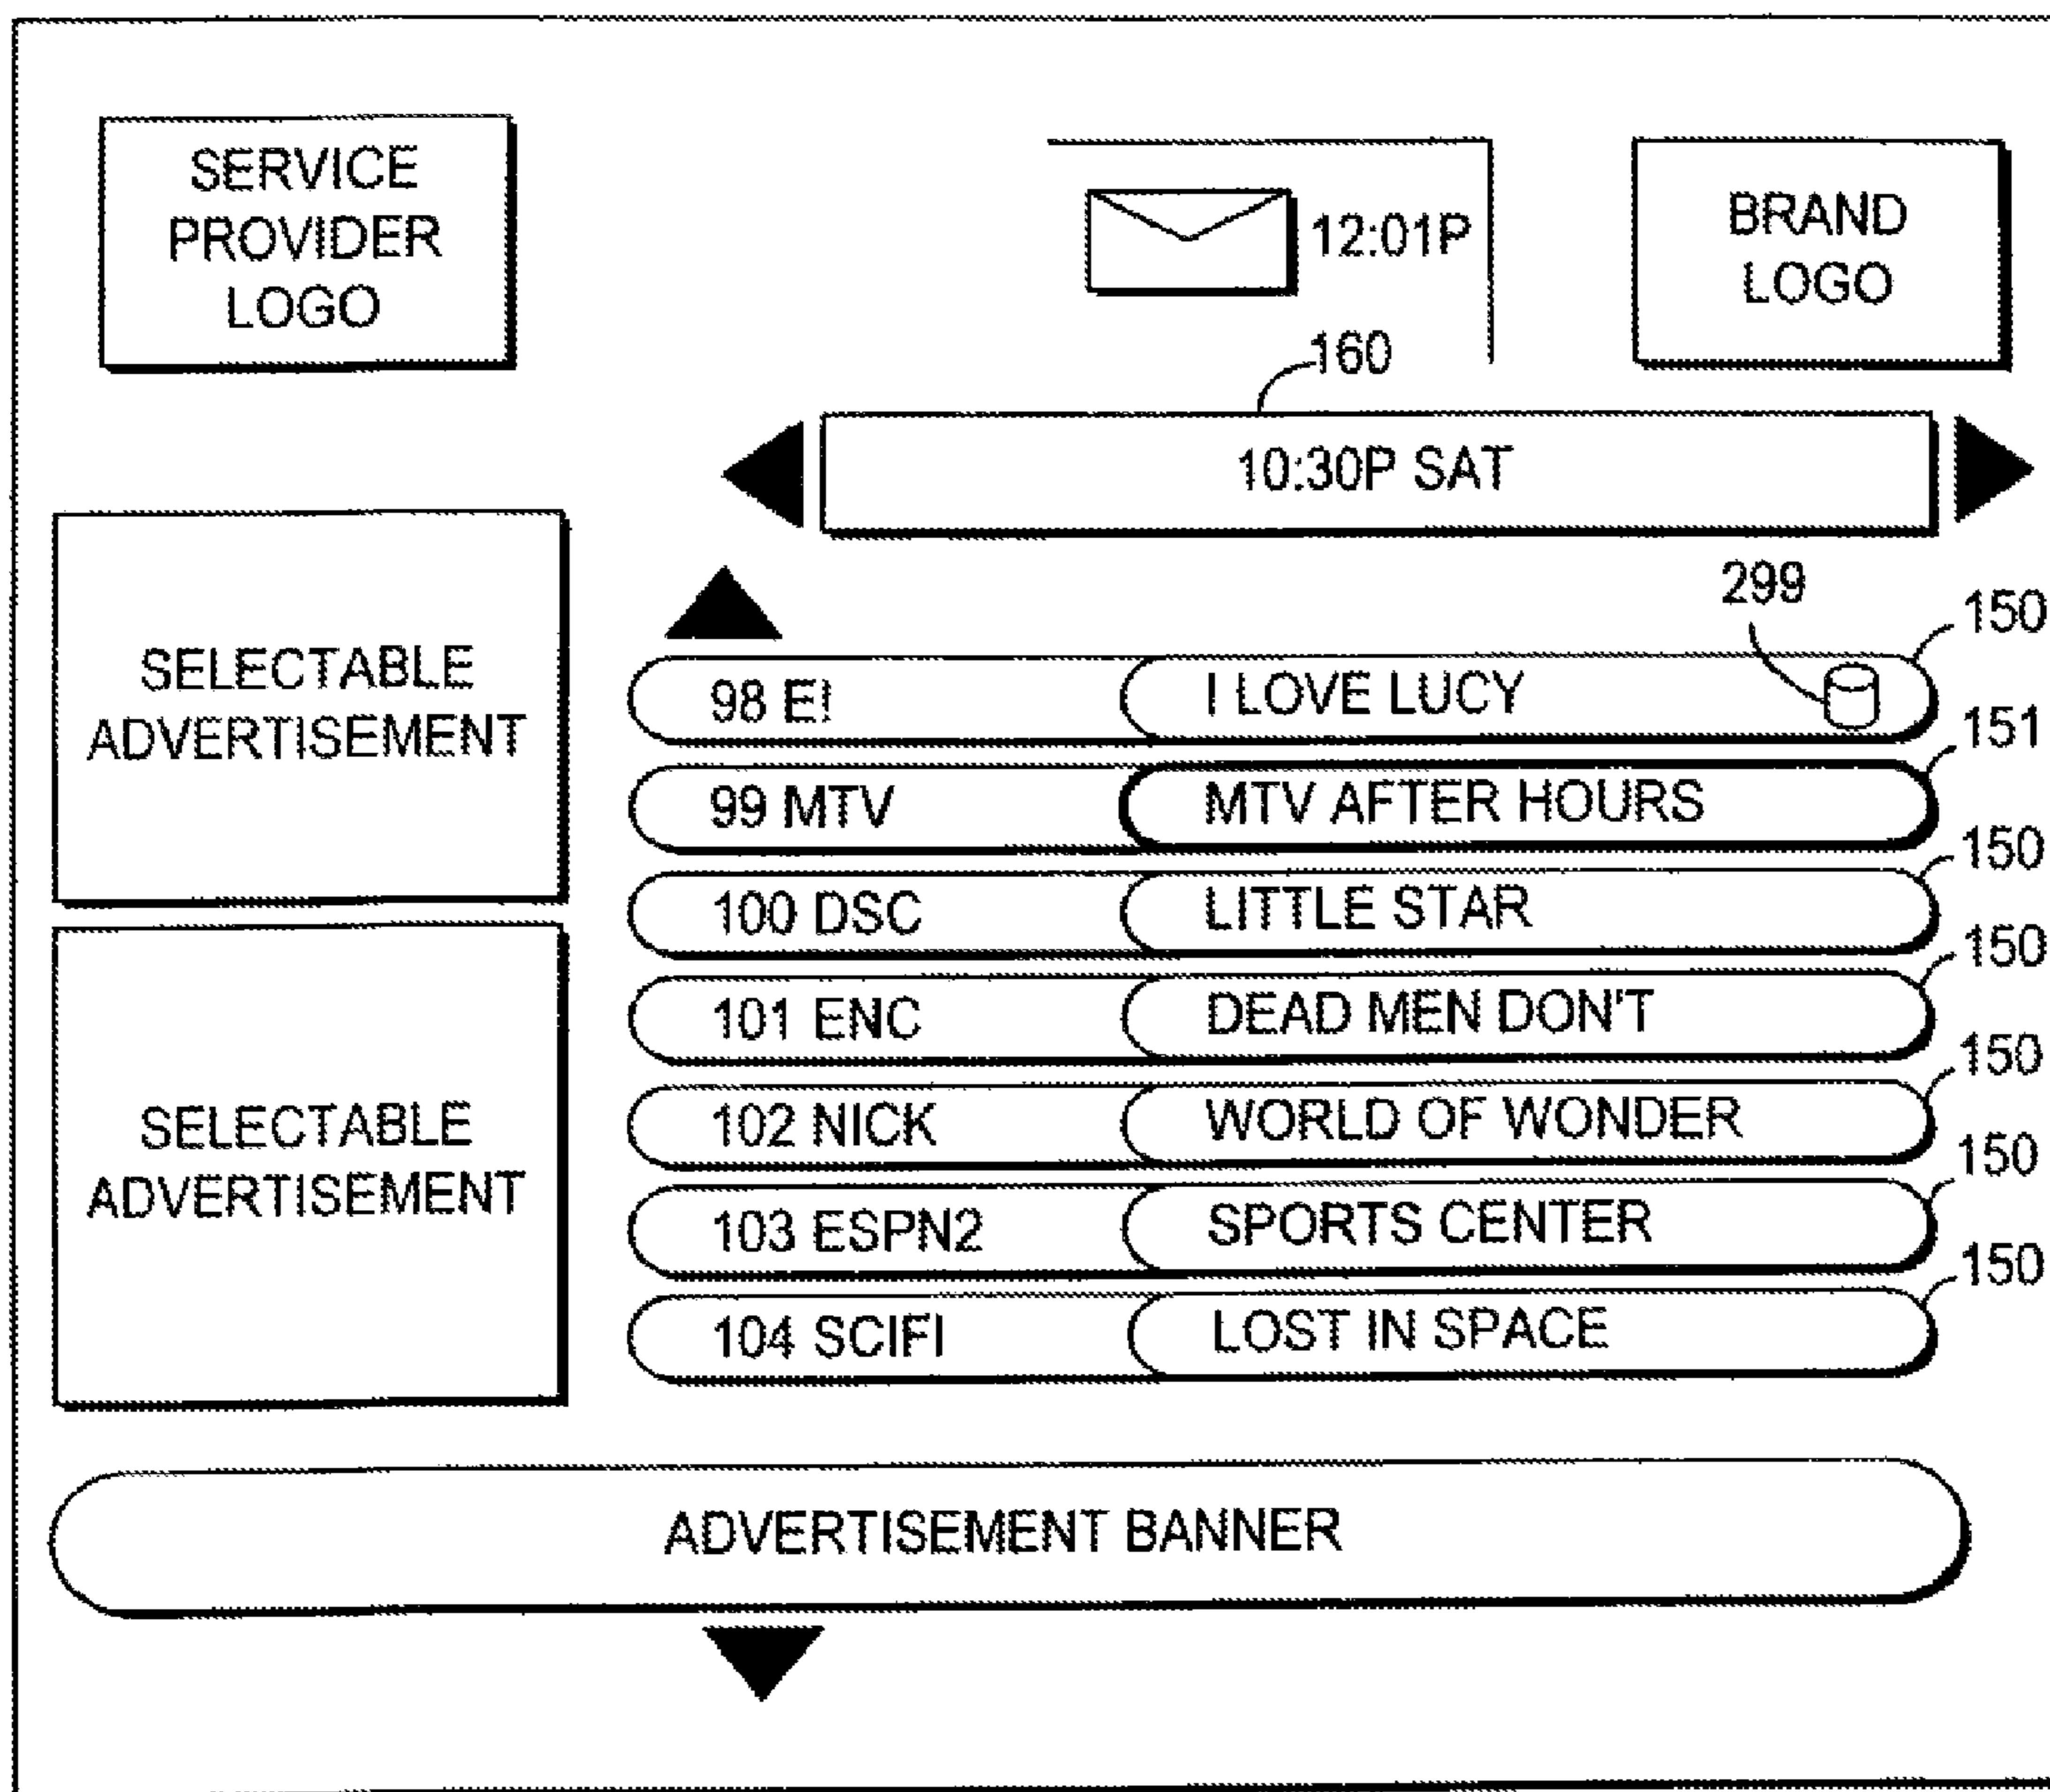 SERVICE
PROVIDER
LOGO
12:01P
BRAND
LOGO
160
10:30P SAT
299
SELECTABLE
ADVERTISEMENT
98 E! I LOVE LUCY 150
99 MTV MTV AFTER HOURS 151
100 DSC LITTLE STAR 150
101 ENC DEAD MEN DON'T 150
102 NICK WORLD OF WONDER 150
103 ESPN2 SPORTS CENTER 150
104 SCIFI LOST IN SPACE 150
SELECTABLE
ADVERTISEMENT
ADVERTISEMENT BANNER